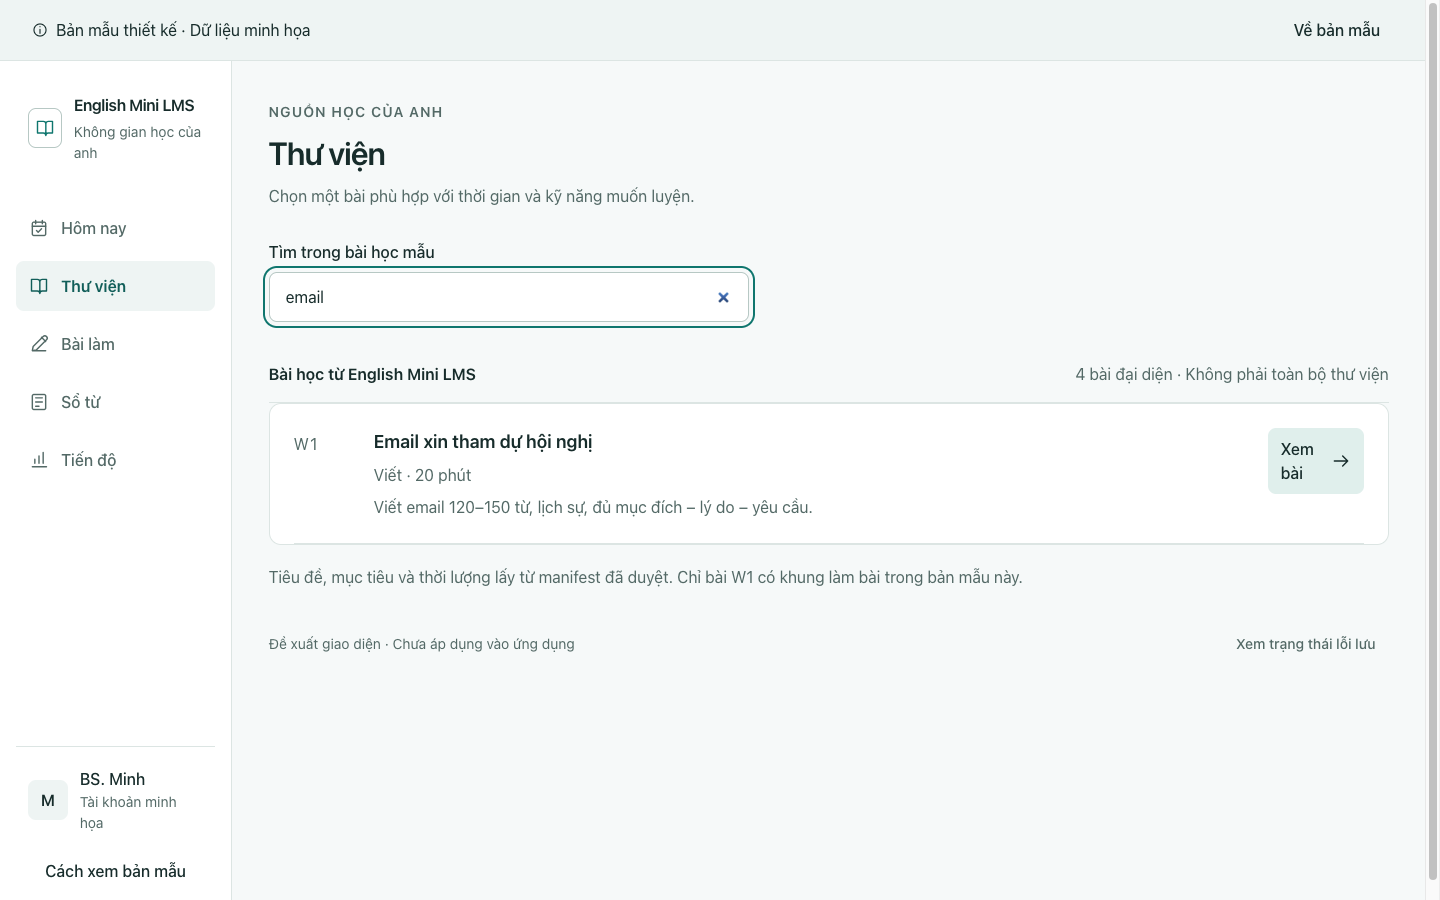 Bản mẫu thiết kế · Dữ liệu minh họa
Về bản mẫu
English Mini LMS
Không gian học của
anh
Hôm nay
Thư viện
Bài làm
Sổ từ
Tiến độ
BS. Minh
M
Tài khoản minh
họa
Cách xem bản mẫu
NGUỒN HỌC CỦA ANH
Thư viện
Chọn một bài phù hợp với thời gian và kỹ năng muốn luyện.
Tìm trong bài học mẫu
email
Bài học từ English Mini LMS
4 bài đại diện · Không phải toàn bộ thư viện
W1
Email xin tham dự hội nghị
Viết · 20 phút
Viết email 120–150 từ, lịch sự, đủ mục đích – lý do – yêu cầu.
Xem
bài
Tiêu đề, mục tiêu và thời lượng lấy từ manifest đã duyệt. Chỉ bài W1 có khung làm bài trong bản mẫu này.
Đề xuất giao diện · Chưa áp dụng vào ứng dụng
Xem trạng thái lỗi lưu